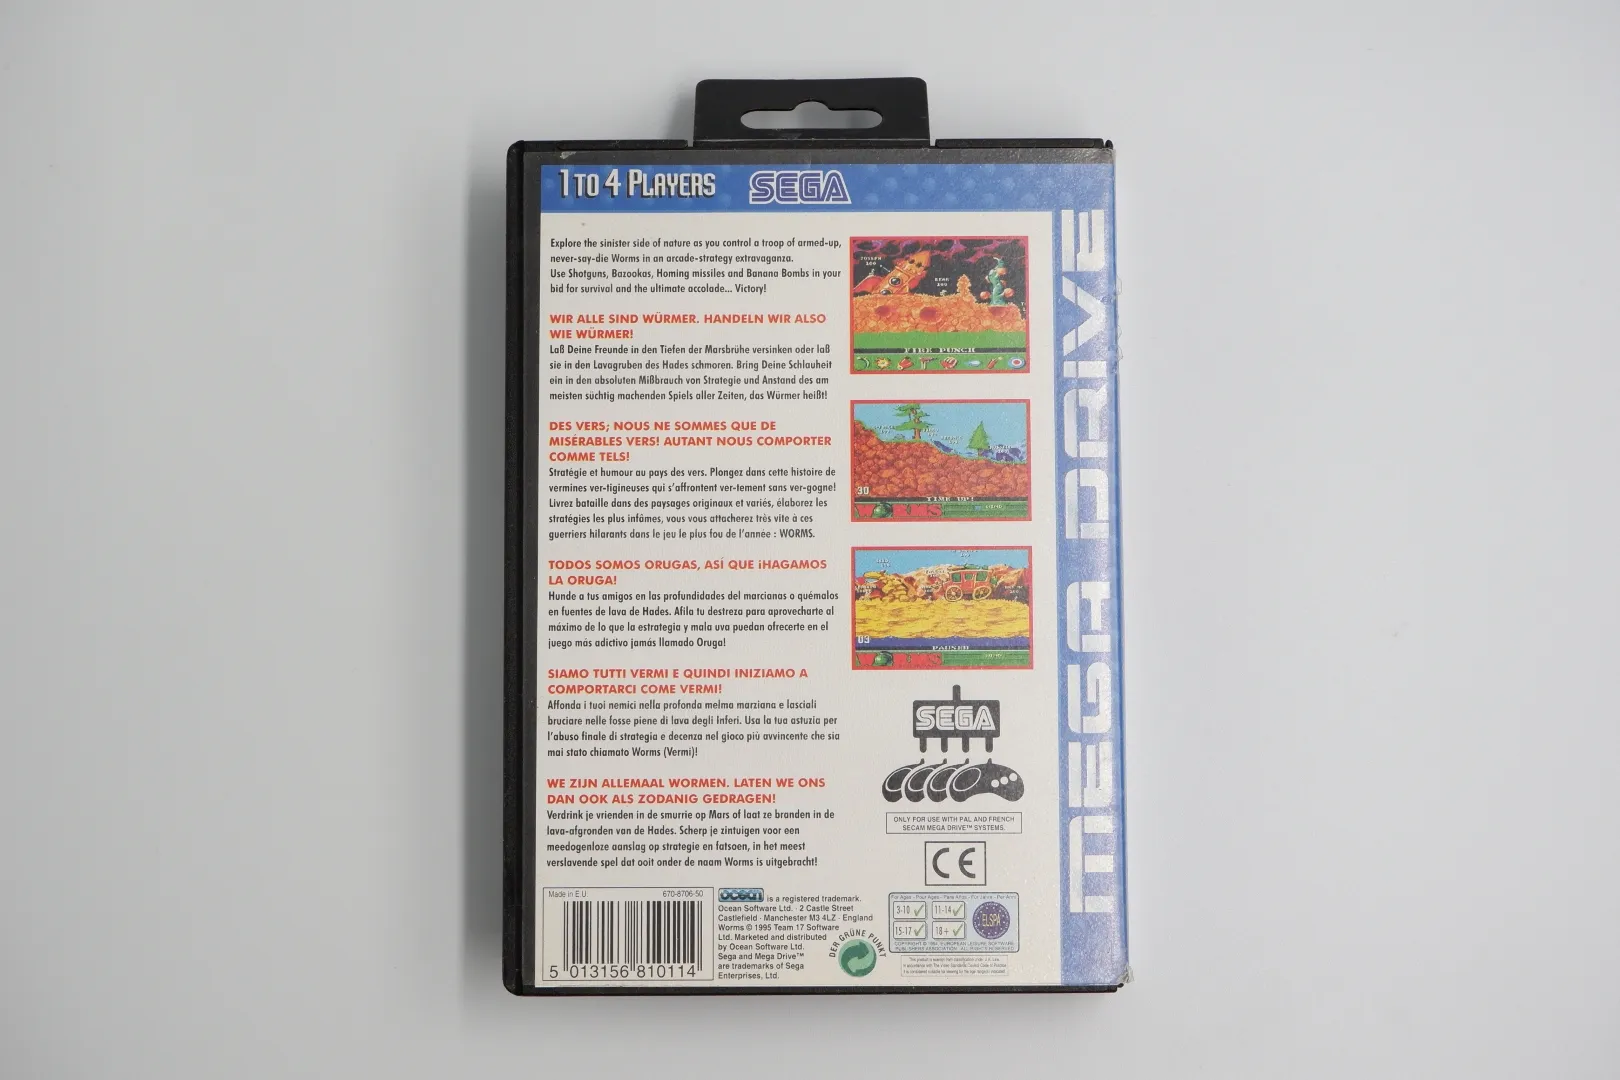 1 TO 4 PLAYERS
SEGA
Explore the sinister side of nature as you control a troop of armed-up,
never-say-die Worms in an arcade-strategy extravaganza.
Use Shotguns, Bazookas, Homing missiles and Banana Bombs in your
bid for survival and the ultimate accolade... Victory!
WIR ALLE SIND WÜRMER. HANDELN WIR ALSO
WIE WÜRMER!
Laß Deine Freunde in den Tiefen der Marsbrühe versinken oder laß
sie in den Lavagruben des Hades schmoren. Bring Deine Schlauheit
ein in den absoluten Mißbrauch von Strategie und Anstand des am
meisten süchtig machenden Spiels aller Zeiten, das Würmer heißt!
DES VERS; NOUS NE SOMMES QUE DE
MISÉRABLES VERS! AUTANT NOUS COMPORTER
COMME TELS!
Stratégie et humour au pays des vers. Plongez dans cette histoire de
vermines ver-tigineuses qui s'affrontent ver-tement sans ver-gogne!
Livrez bataille dans des paysages originaux et variés, élaborez les
stratégies les plus infâmes, vous vous attacherez très vite à ces
guerriers hilarants dans le jeu le plus fou de l'année : WORMS.
TODOS SOMOS ORUGAS, ASÍ QUE ¡HAGAMOS
LA ORUGA!
Hunde a tus amigos en las profundidades del marcianas o quémalos
en fuentes de lava de Hades. Afila tu destreza para aprovecharte al
máximo de lo que la estrategia y mala uva puedan ofrecerte en el
juego más adictivo jamás llamado Oruga!
SIAMO TUTTI VERMI E QUINDI INIZIAMO A
COMPORTARCI COME VERMI!
Affonda i tuoi nemici nella profonda melma marziana e lasciali
bruciare nelle fosse piene di lava degli Inferi. Usa la tua astuzia per
l'abuso finale di strategia e decenza nel gioco più avvincente che sia
mai stato chiamato Worms (Vermi)!
WE ZIJN ALLEMAAL WORMEN. LATEN WE ONS
DAN OOK ALS ZODANIG GEDRAGEN!
Verdrink je vrienden in de smurrie op Mars of laat ze branden in de
lava-afgronden van de Hades. Scherp je zintuigen voor een
meedogenloze aanslag op strategie en fatsoen, in het meest
verslavende spel dat ooit onder de naam Worms is uitgebracht!
FIRE PUNCH
30
TIME UP!
WORMS
03
PAUSED
WORMS
SEGA
ONLY FOR USE WITH PAL AND FRENCH
SECAM MEGA DRIVE™ SYSTEMS.
CE
Made in E.U.
670-8706-50
5 013156 810114
ocean is a registered trademark.
Ocean Software Ltd. · 2 Castle Street
Castlefield · Manchester M3 4LZ · England
Worms © 1995 Team 17 Software
Ltd. Marketed and distributed
by Ocean Software Ltd.
Sega and Mega Drive™
are trademarks of Sega
Enterprises, Ltd.
DER GRÜNE PUNKT
3-10
11-14
15-17
18+
ELSPA
MEGA DRIVE